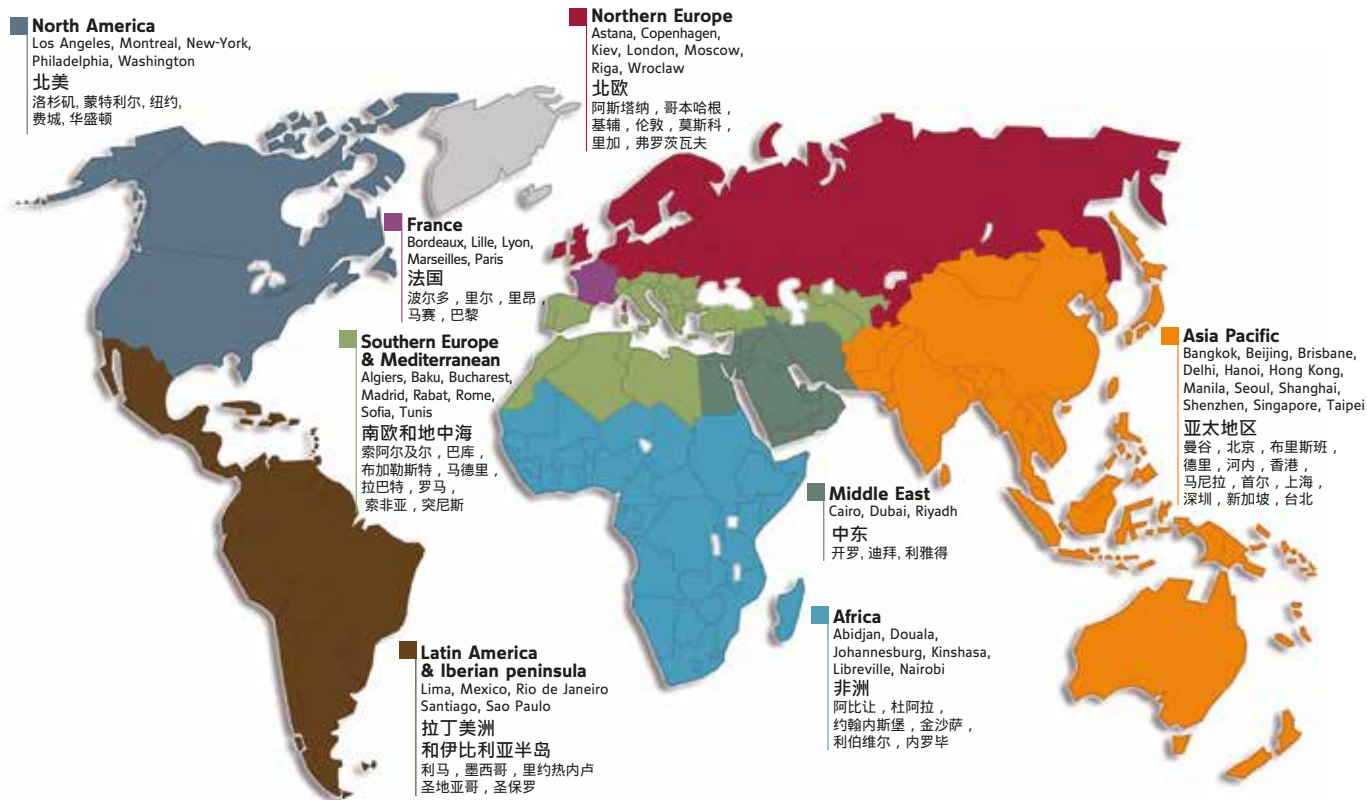 North America
Los Angeles, Montreal, New-York,
Philadelphia, Washington
北美
洛杉矶, 蒙特利尔, 纽约,
费城, 华盛顿
Northern Europe
Astana, Copenhagen,
Kiev, London, Moscow,
Riga, Wroclaw
北欧
阿斯塔纳 , 哥本哈根 ,
基辅 , 伦敦 , 莫斯科 ,
里加 , 弗罗茨瓦夫
France
Bordeaux, Lille, Lyon,
Marseilles, Paris
法国
波尔多 , 里尔 , 里昂 ,
马赛 , 巴黎
Southern Europe
& Mediterranean
Algiers, Baku, Bucharest,
Madrid, Rabat, Rome,
Sofia, Tunis
南欧和地中海
索阿尔及尔 , 巴库 ,
布加勒斯特 , 马德里 ,
拉巴特 , 罗马 ,
索非亚 , 突尼斯
Asia Pacific
Bangkok, Beijing, Brisbane,
Delhi, Hanoi, Hong Kong,
Manila, Seoul, Shanghai,
Shenzhen, Singapore, Taipei
亚太地区
曼谷 , 北京 , 布里斯班 ,
德里 , 河内 , 香港 ,
马尼拉 , 首尔 , 上海 ,
深圳 , 新加坡 , 台北
Middle East
Cairo, Dubai, Riyadh
中东
开罗, 迪拜, 利雅得
Africa
Abidjan, Douala,
Johannesburg, Kinshasa,
Libreville, Nairobi
非洲
阿比让 , 杜阿拉 ,
约翰内斯堡 , 金沙萨 ,
利伯维尔 , 内罗毕
Latin America
& Iberian peninsula
Lima, Mexico, Rio de Janeiro
Santiago, Sao Paulo
拉丁美洲
和伊比利亚半岛
利马 , 墨西哥 , 里约热内卢
圣地亚哥 , 圣保罗